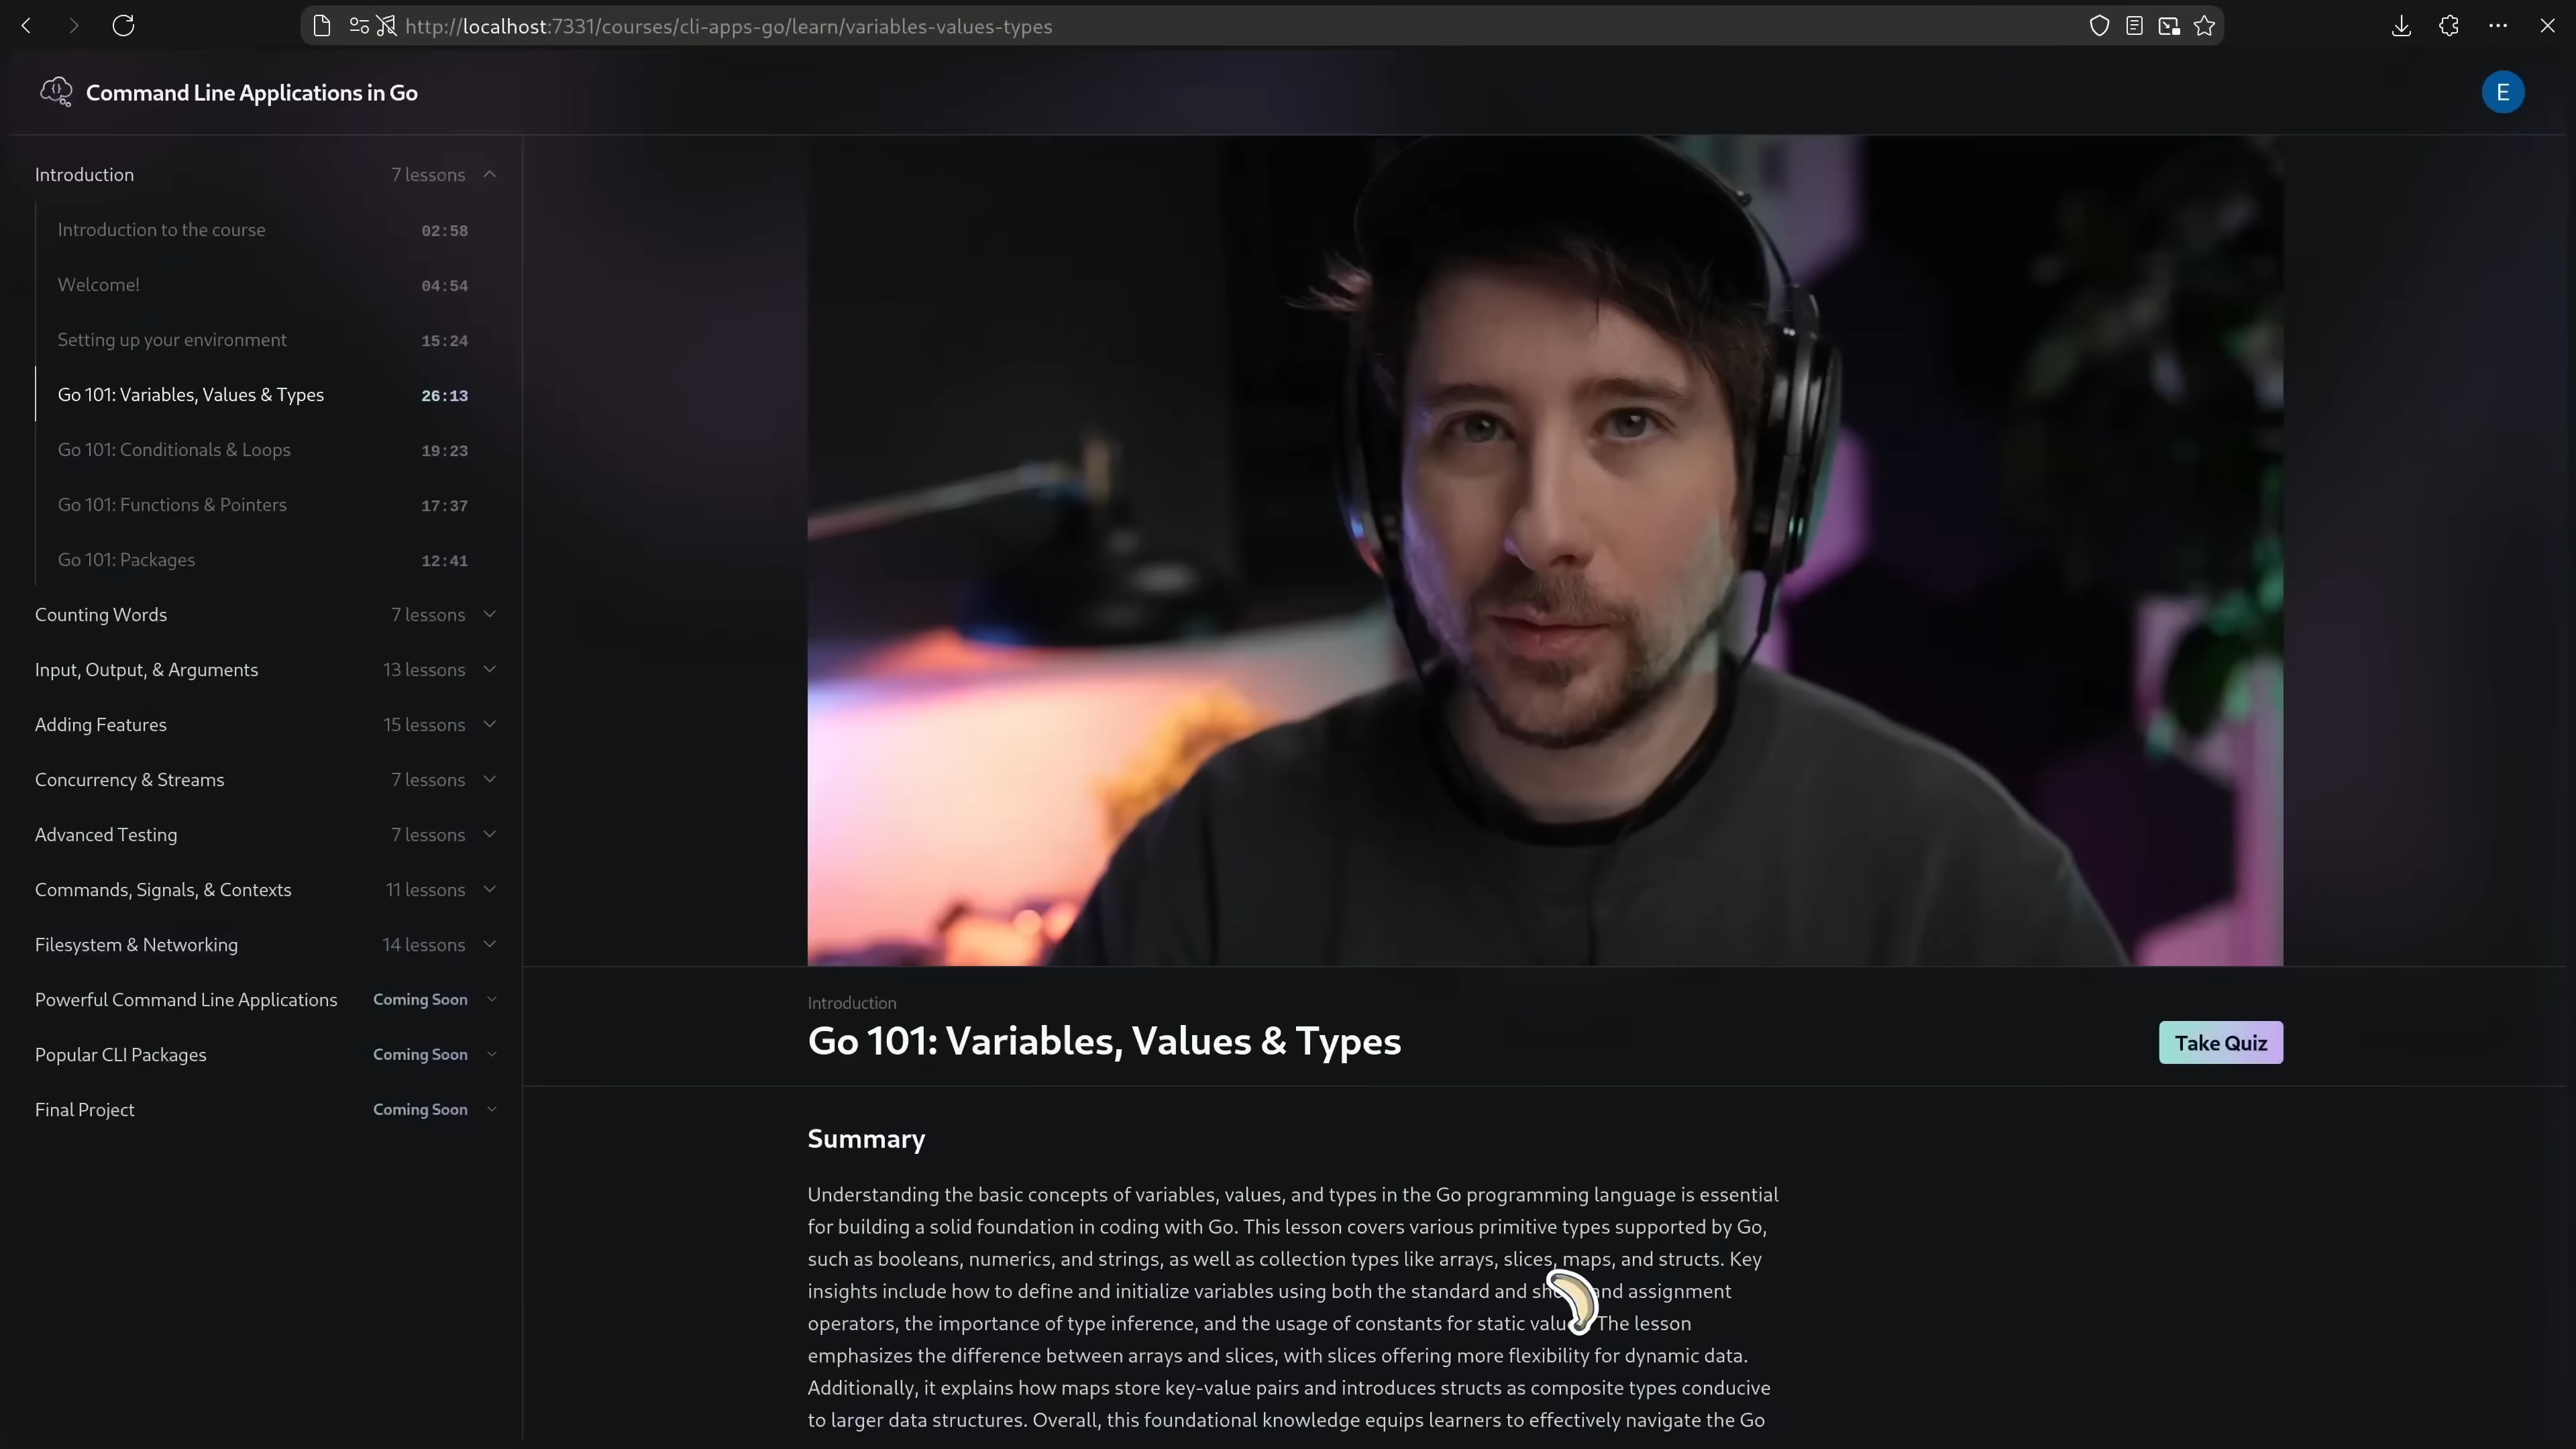 http://localhost:7331/courses/cli-apps-go/learn/variables-values-types
Command Line Applications in Go
E
Introduction 7 lessons
Introduction to the course 02:58
Welcome! 04:54
Setting up your environment 15:24
Go 101: Variables, Values & Types 26:13
Go 101: Conditionals & Loops 19:23
Go 101: Functions & Pointers 17:37
Go 101: Packages 12:41
Counting Words 7 lessons
Input, Output, & Arguments 13 lessons
Adding Features 15 lessons
Concurrency & Streams 7 lessons
Advanced Testing 7 lessons
Commands, Signals, & Contexts 11 lessons
Filesystem & Networking 14 lessons
Powerful Command Line Applications Coming Soon
Popular CLI Packages Coming Soon
Final Project Coming Soon
Introduction
Go 101: Variables, Values & Types
Take Quiz
Summary
Understanding the basic concepts of variables, values, and types in the Go programming language is essential
for building a solid foundation in coding with Go. This lesson covers various primitive types supported by Go,
such as booleans, numerics, and strings, as well as collection types like arrays, slices, maps, and structs. Key
insights include how to define and initialize variables using both the standard and assignment
operators, the importance of type inference, and the usage of constants for static The lesson
emphasizes the difference between arrays and slices, with slices offering more flexibility for dynamic data.
Additionally, it explains how maps store key-value pairs and introduces structs as composite types conducive
to larger data structures. Overall, this foundational knowledge equips learners to effectively navigate the Go